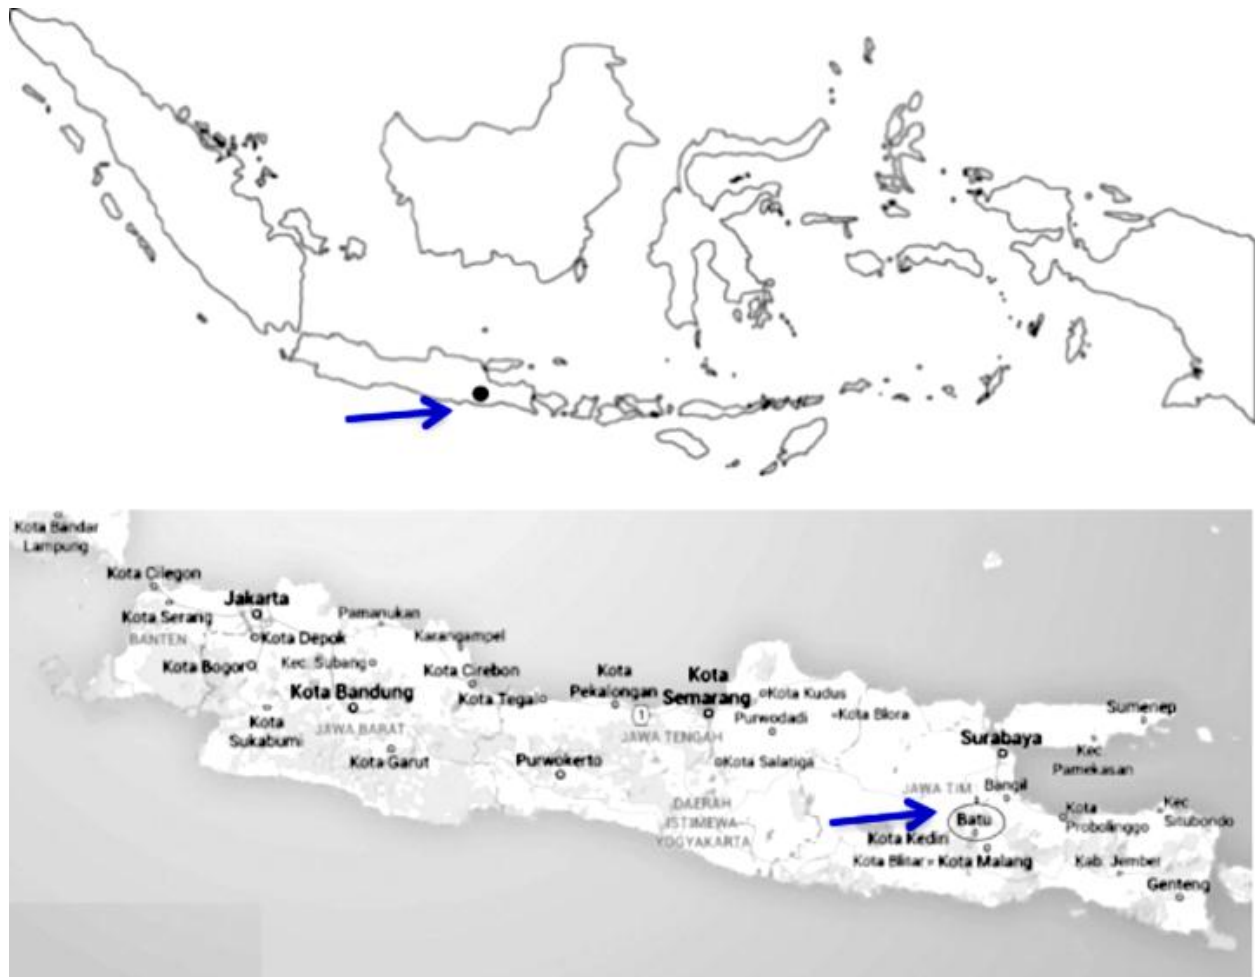 Kota Bandar
Lampung
Kota Cilegon
Kota Serang
BANTEN
Jakarta
Kota Depok
Kota Bogor
Pamanukan
Kec. Subang
Karangampel
Kota Cirebon
Kota Bandung
Kota
Sukabumi
JAWA BARAT
Kota Garut
Kota Tegal
Kota
Pekalongan
1
Kota
Semarang
Kota Kudus
Purwodadi
Kota Blora
JAWA TENGAH
Purwokerto
Kota Salatiga
DAERAH
ISTIMEWA
YOGYAKARTA
Surabaya
Sumenep
Kec
Pamekasan
JAWA TIM
Bangil
Batu
Kota Kediri
Kota Blitar
Kota Malang
Kota
Probolinggo
Kec
Situbondo
Kab. Jember
Genteng